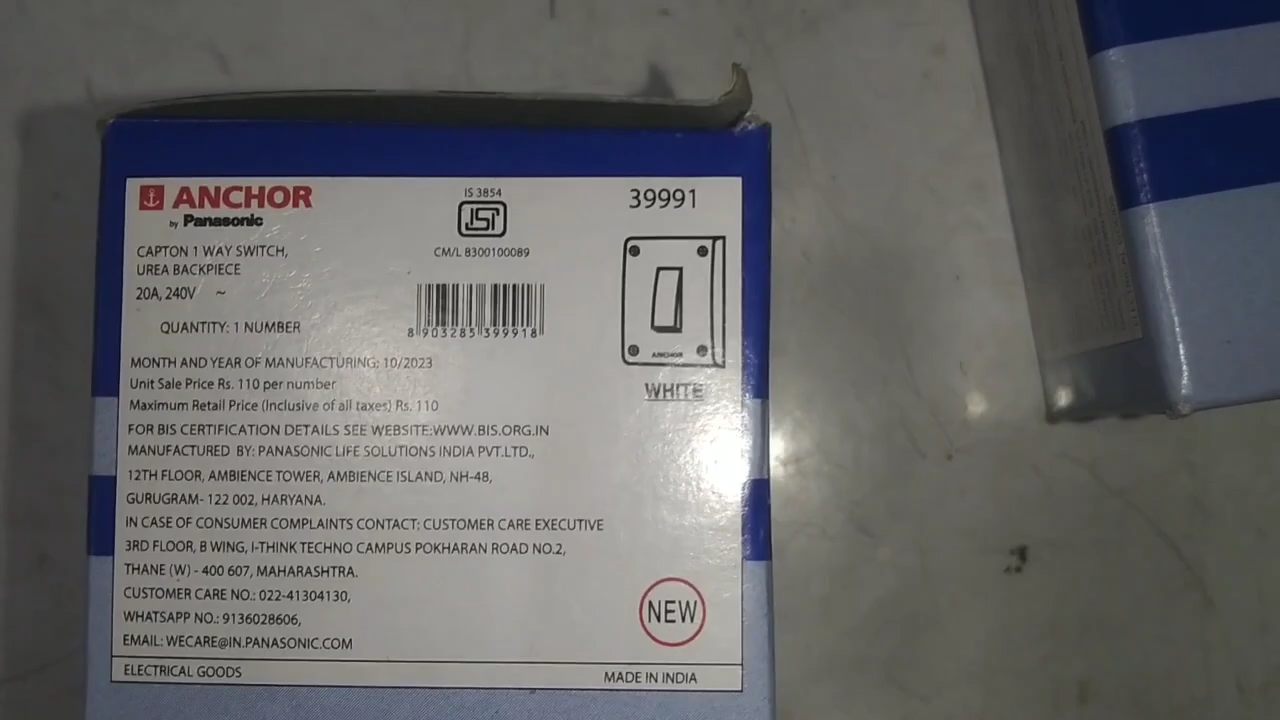 ANCHOR
by Panasonic
IS 3854
CM/L 8300100089
39991
CAPTON 1 WAY SWITCH,
UREA BACKPIECE
20A, 240V ~
QUANTITY: 1 NUMBER
8 903285 399918
ANCHOR
WHITE
MONTH AND YEAR OF MANUFACTURING: 10/2023
Unit Sale Price Rs. 110 per number
Maximum Retail Price (Inclusive of all taxes) Rs. 110
FOR BIS CERTIFICATION DETAILS SEE WEBSITE:WWW.BIS.ORG.IN
MANUFACTURED BY: PANASONIC LIFE SOLUTIONS INDIA PVT.LTD.,
12TH FLOOR, AMBIENCE TOWER, AMBIENCE ISLAND, NH-48,
GURUGRAM- 122 002, HARYANA.
IN CASE OF CONSUMER COMPLAINTS CONTACT: CUSTOMER CARE EXECUTIVE
3RD FLOOR, B WING, I-THINK TECHNO CAMPUS POKHARAN ROAD NO.2,
THANE (W) - 400 607, MAHARASHTRA.
CUSTOMER CARE NO.: 022-41304130,
WHATSAPP NO.: 9136028606,
EMAIL: WECARE@IN.PANASONIC.COM
NEW
ELECTRICAL GOODS
MADE IN INDIA